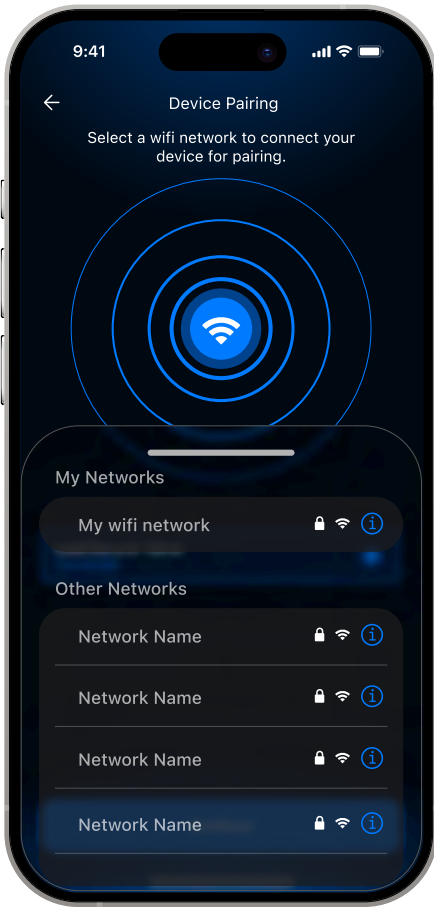 9:41
Device Pairing
Select a wifi network to connect your
device for pairing.
My Networks
My wifi network
Other Networks
Network Name
Network Name
Network Name
Network Name